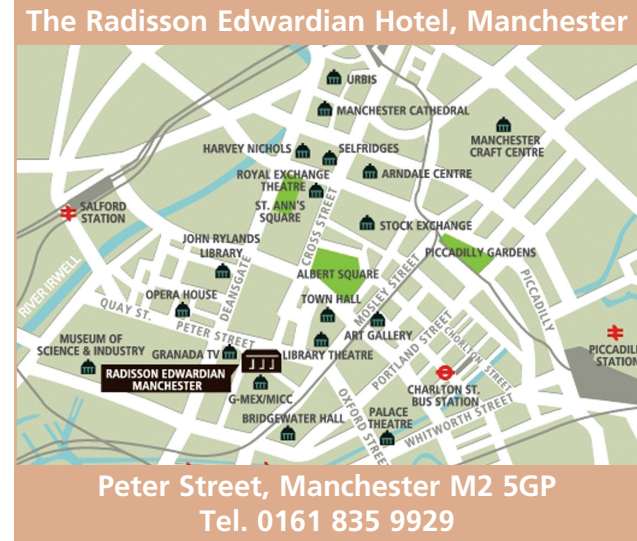 The Radisson Edwardian Hotel, Manchester
URBIS
MANCHESTER CATHEDRAL
MANCHESTER
CRAFT CENTRE
HARVEY NICHOLS
SELFRIDGES
ROYAL EXCHANGE
THEATRE
ARNDALE CENTRE
SALFORD
STATION
ST. ANN'S
SQUARE
CROSS STREET
STOCK EXCHANGE
JOHN RYLANDS
LIBRARY
PICCADILLY GARDENS
RIVER IRWELL
DEANSGATE
ALBERT SQUARE
MOSLEY STREET
PICCADILLY
OPERA HOUSE
QUAY ST.
TOWN HALL
PETER STREET
ART GALLERY
PORTLAND STREET
CHORLTON STREET
MUSEUM OF
SCIENCE & INDUSTRY
GRANADA TV
LIBRARY THEATRE
PICCADILL
STATION
RADISSON EDWARDIAN
MANCHESTER
G-MEX/MICC
OXFORD STREET
CHARLTON ST.
BUS STATION
BRIDGEWATER HALL
PALACE
THEATRE
WHITWORTH STREET
Peter Street, Manchester M2 5GP
Tel. 0161 835 9929